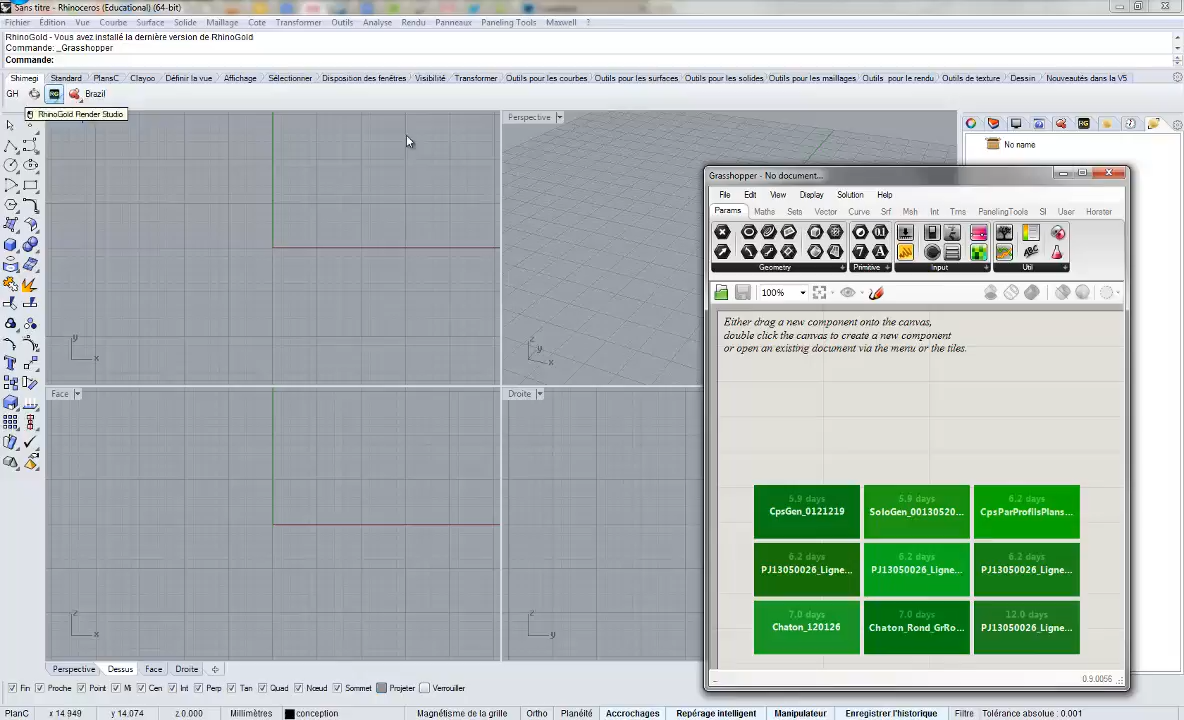 Sans titre - Rhinoceros (Educational) (64-bit)
Fichier Édition Vue Courbe Surface Solide Maillage Cote Transformer Outils Analyse Rendu Panneaux Paneling Tools Maxwell ?
RhinoGold - Vous avez installé la dernière version de RhinoGold
Commande: _Grasshopper
Commande:
Shimegi Standard PlansC Clayoo Définir la vue Affichage Sélectionner Disposition des fenêtres Visibilité Transformer Outils pour les courbes Outils pour les surfaces Outils pour les solides Outils pour les maillages Outils pour le rendu Outils de texture Dessin Nouveautés dans la V5
GH RG Brazil
RhinoGold Render Studio
Perspective
RG
No name
Grasshopper - No document...
File Edit View Display Solution Help
Params Maths Sets Vector Curve Srf Msh Int Trns PanelingTools SI User Horster
Geometry Primitive Input Util
100%
Either drag a new component onto the canvas,
double click the canvas to create a new component
or open an existing document via the menu or the tiles.
y
x
z
y
x
Face
Droite
5.9 days 5.9 days 6.2 days
CpsGen_0121219 SoloGen_00130520... CpsParProfilsPlans...
6.2 days 6.2 days 6.2 days
PJ13050026_Ligne... PJ13050026_Ligne... PJ13050026_Ligne...
7.0 days 7.0 days 12.0 days
Chaton_120126 Chaton_Rond_GrRo... PJ13050026_Ligne...
z
x
z
y
0.9.0056
Perspective Dessus Face Droite
Fin Proche Point Mi Cen Int Perp Tan Quad Nœud Sommet Projeter Verrouiller
PlanC x 14.949 y 14.074 z 0.000 Millimètres conception Magnétisme de la grille Ortho Planéité Accrochages Repérage intelligent Manipulateur Enregistrer l'historique Filtre Tolérance absolue : 0.001